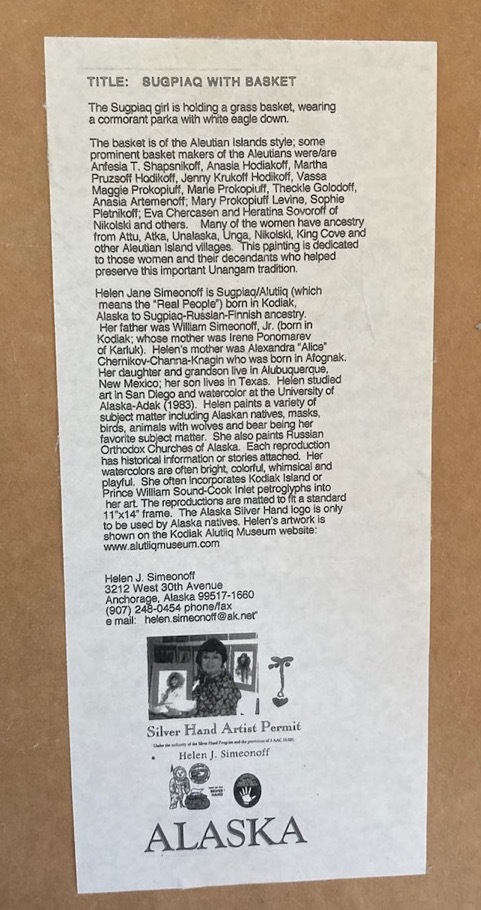 TITLE: SUGPIAQ WITH BASKET
The Sugpiaq girl is holding a grass basket, wearing
a cormorant parka with white eagle down.
The basket is of the Aleutian Islands style; some
prominent basket makers of the Aleutians were/are
Anfesia T. Shapsnikoff, Anasia Hodiakoff, Martha
Pruzsoff Hodikoff, Jenny Krukoff Hodikoff, Vassa
Maggie Prokopiuff, Marie Prokopiuff, Theckle Golodoff,
Anasia Artemenoff; Mary Prokopiuff Levine, Sophie
Pletnikoff; Eva Chercasen and Heratina Sovoroff of
Nikolski and others. Many of the women have ancestry
from Attu, Atka, Unalaska, Unga, Nikolski, King Cove and
other Aleutian Island villages. This painting is dedicated
to those women and their decendants who helped
preserve this important Unangam tradition.
Helen Jane Simeonoff is Sugpiaq/Alutiiq (which
means the "Real People") born in Kodiak,
Alaska to Sugpiaq-Russian-Finnish ancestry.
Her father was William Simeonoff, Jr. (born in
Kodiak; whose mother was Irene Ponomarev
of Karluk). Helen's mother was Alexandra "Alice"
Chernikov-Channa-Knagin who was born in Afognak.
Her daughter and grandson live in Alubuquerque,
New Mexico; her son lives in Texas. Helen studied
art in San Diego and watercolor at the University of
Alaska-Adak (1983). Helen paints a variety of
subject matter including Alaskan natives, masks,
birds, animals with wolves and bear being her
favorite subject matter. She also paints Russian
Orthodox Churches of Alaska. Each reproduction
has historical information or stories attached. Her
watercolors are often bright, colorful, whimsical and
playful. She often incorporates Kodiak Island or
Prince William Sound-Cook Inlet petroglyphs into
her art. The reproductions are matted to fit a standard
11"x14" frame. The Alaska Silver Hand logo is only
to be used by Alaska natives. Helen's artwork is
shown on the Kodiak Alutiiq Museum website:
www.alutiiqmuseum.com
Helen J. Simeonoff
3212 West 30th Avenue
Anchorage, Alaska 99517-1660
(907) 248-0454 phone/fax
e mail: helen.simeonoff@ak.net"
Silver Hand Artist Permit
Under the authority of the Silver Hand Program and the provisions of 3 AAC
Helen J. Simeonoff
SILVER
HAND
ALASKA